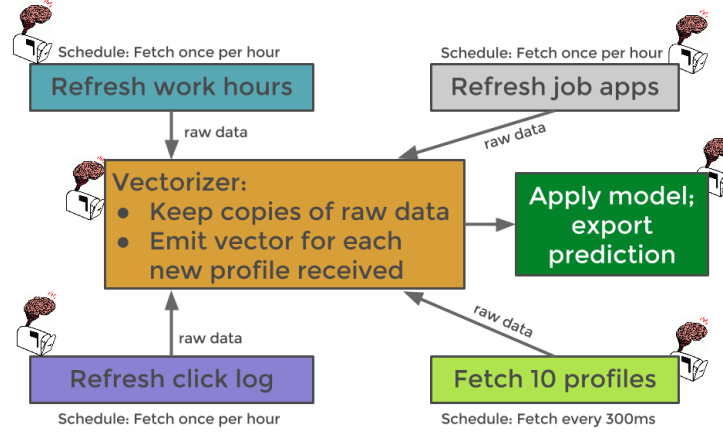 Schedule: Fetch once per hour
Refresh work hours
raw data
Schedule: Fetch once per hour
Refresh job apps
raw data
Vectorizer:
● Keep copies of raw data
● Emit vector for each
new profile received
Apply model;
export
prediction
raw data
Refresh click log
Schedule: Fetch once per hour
raw data
Fetch 10 profiles
Schedule: Fetch every 300ms